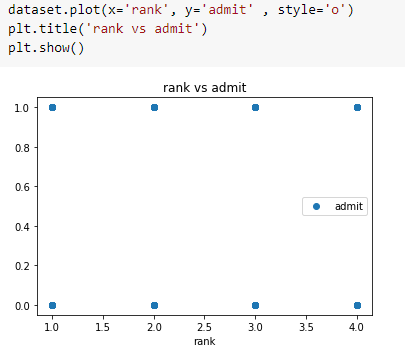 dataset.plot(x='rank', y='admit' , style='o')
plt.title('rank vs admit')
plt.show()
rank vs admit
1.0
0.8
0.6
admit
0.4
0.2
0.0
1.0 1.5 2.0 2.5 3.0 3.5 4.0
rank